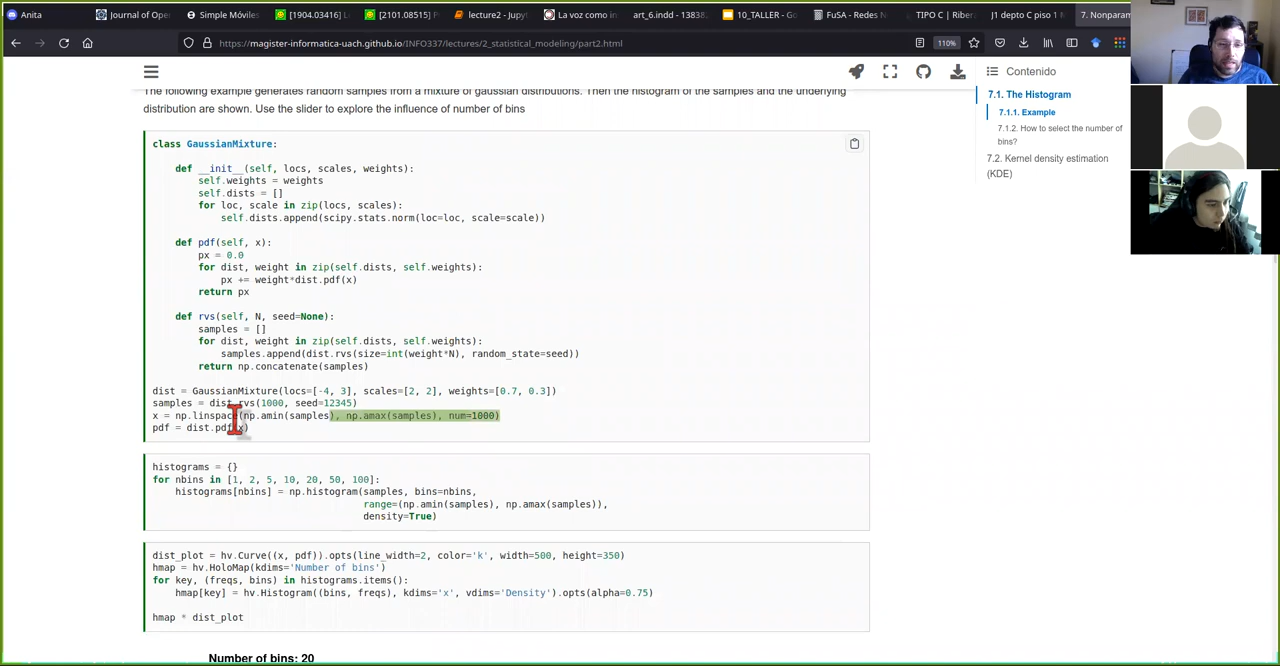 Anita
Journal of Ope
Simple Móviles
[1904.03416] L
[2101.08515] P
lecture2 - Jupyt
La voz como in
art_6.indd - 13838
10_TALLER - Go
FuSA - Redes N
TIPO C | Ribera
J1 depto C piso 1
7. Nonparam
https://magister-informatica-uach.github.io/INFO337/lectures/2_statistical_modeling/part2.html
110%
Contenido
7.1. The Histogram
7.1.1. Example
7.1.2. How to select the number of
bins?
7.2. Kernel density estimation
(KDE)
The following example generates random samples from a mixture of gaussian distributions. Then the histogram of the samples and the underlying
distribution are shown. Use the slider to explore the influence of number of bins
class GaussianMixture:
def __init__(self, locs, scales, weights):
self.weights = weights
self.dists = []
for loc, scale in zip(locs, scales):
self.dists.append(scipy.stats.norm(loc=loc, scale=scale))
def pdf(self, x):
px = 0.0
for dist, weight in zip(self.dists, self.weights):
px += weight*dist.pdf(x)
return px
def rvs(self, N, seed=None):
samples = []
for dist, weight in zip(self.dists, self.weights):
samples.append(dist.rvs(size=int(weight*N), random_state=seed))
return np.concatenate(samples)
dist = GaussianMixture(locs=[-4, 3], scales=[2, 2], weights=[0.7, 0.3])
samples = dist.rvs(1000, seed=12345)
x = np.linspace(np.amin(samples), np.amax(samples), num=1000)
pdf = dist.pdf(x)
histograms = {}
for nbins in [1, 2, 5, 10, 20, 50, 100]:
histograms[nbins] = np.histogram(samples, bins=nbins,
range=(np.amin(samples), np.amax(samples)),
density=True)
dist_plot = hv.Curve((x, pdf)).opts(line_width=2, color='k', width=500, height=350)
hmap = hv.HoloMap(kdims='Number of bins')
for key, (freqs, bins) in histograms.items():
hmap[key] = hv.Histogram((bins, freqs), kdims='x', vdims='Density').opts(alpha=0.75)
hmap * dist_plot
Number of bins: 20